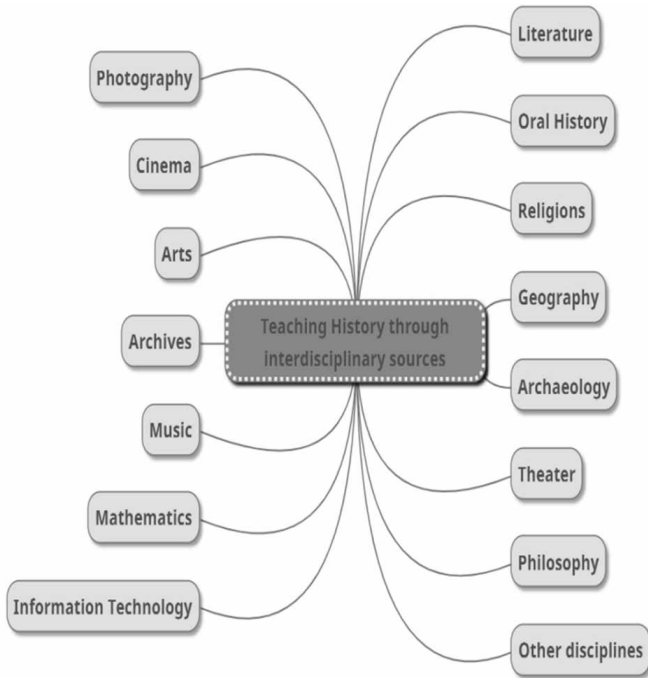 Literature
Photography
Oral History
Cinema
Religions
Arts
Geography
Teaching History through
interdisciplinary sources
Archives
Archaeology
Music
Theater
Mathematics
Philosophy
Information Technology
Other disciplines